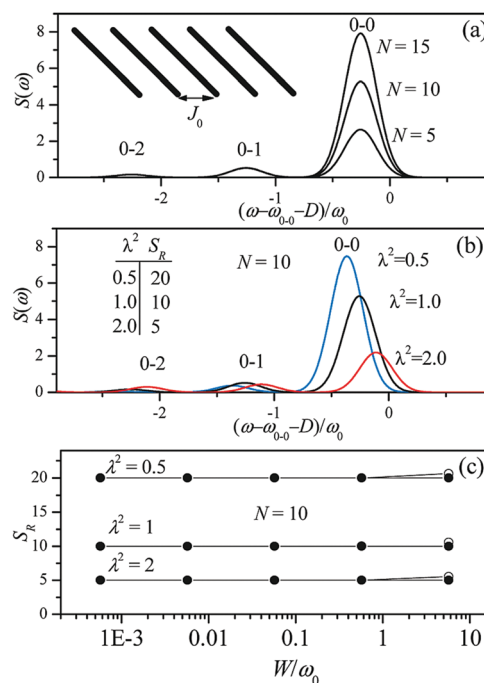 (a)
0-0
N = 15
N = 10
N = 5
J₀
0-2
0-1
S(ω)
8
6
4
2
0
-2
-1
0
(ω-ω₀₋₀-D)/ω₀
(b)
0-0
λ² S_R
0.5 20
1.0 10
2.0 5
N = 10
λ²=0.5
λ²=1.0
λ²=2.0
0-2
0-1
S(ω)
8
6
4
2
0
-2
-1
0
(ω-ω₀₋₀-D)/ω₀
(c)
λ² = 0.5
N = 10
λ² = 1
λ² = 2
S_R
20
15
10
5
0
1E-3
0.01
0.1
1
10
W/ω₀